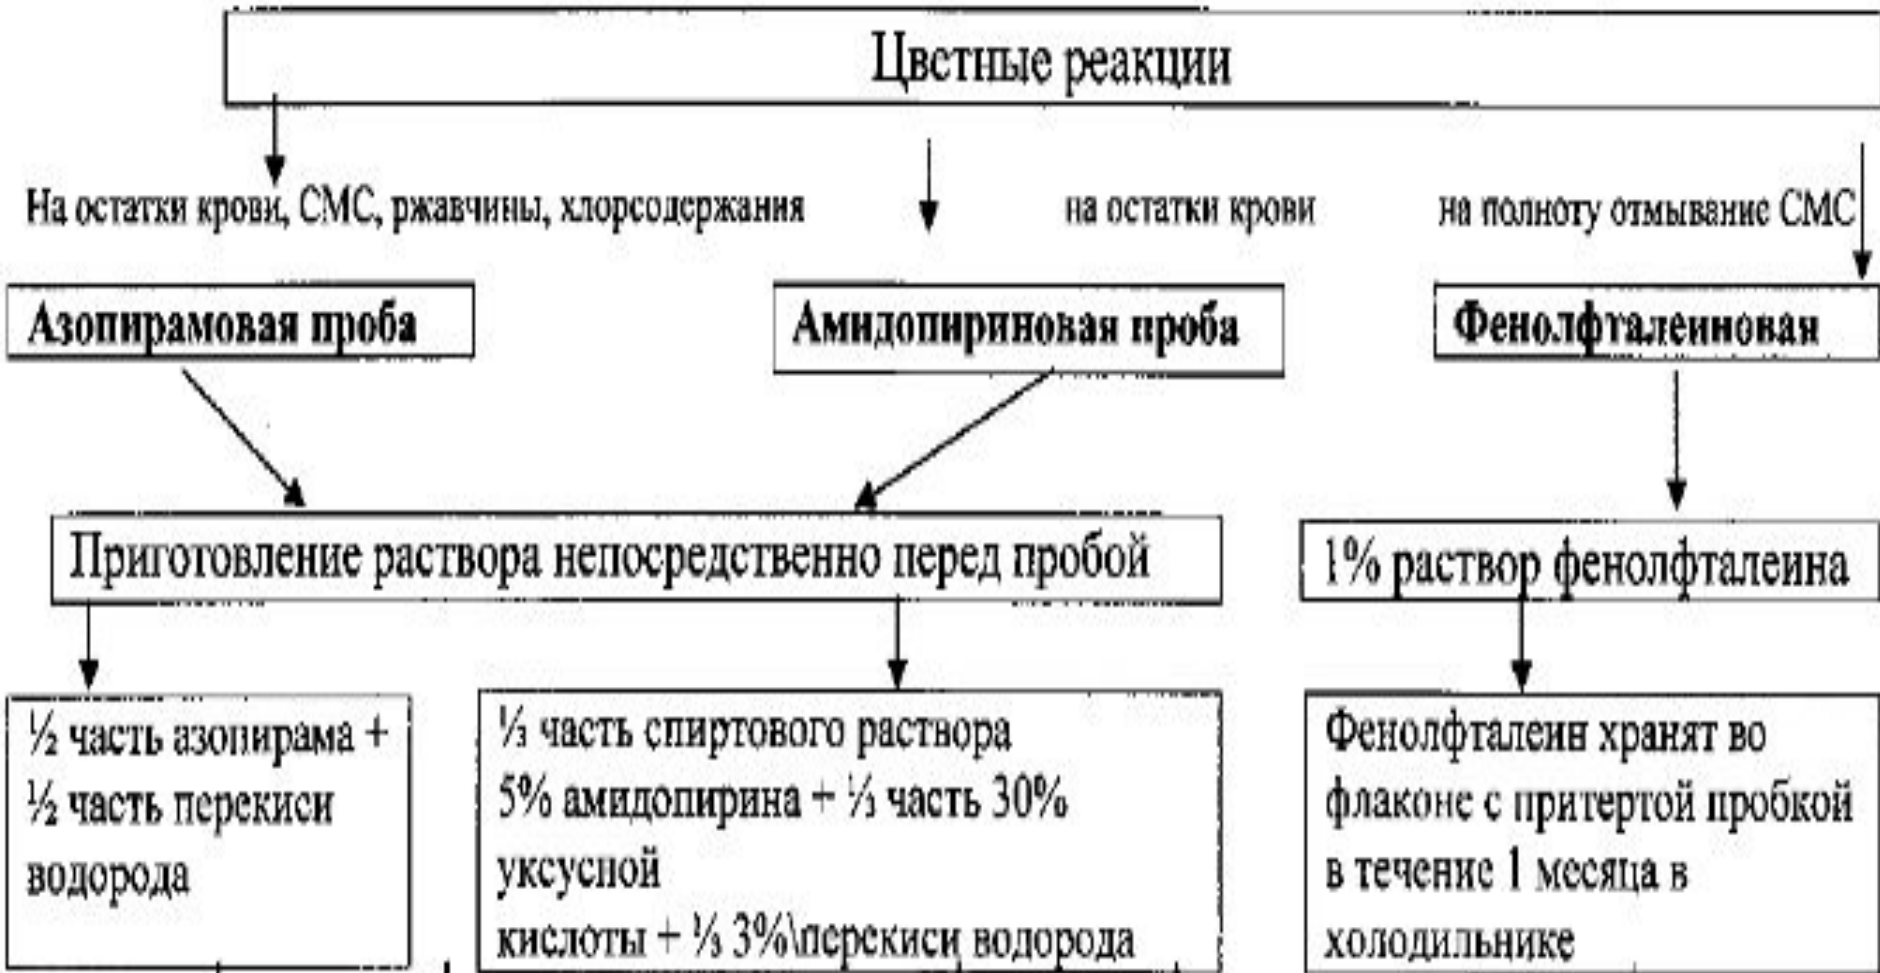 Цветные реакции
На остатки крови, СМС, ржавчины, хлорсодержания
на остатки крови
на полноту отмывание СМС
Азопирамовая проба
Амидопириновая проба
Фенолфталеиновая
Приготовление раствора непосредственно перед пробой
1% раствор фенолфталеина
½ часть азопирама +
½ часть перекиси
водорода
⅓ часть спиртового раствора
5% амидопирина + ⅓ часть 30%
уксусной
кислоты + ⅓ 3%\перекиси водорода
Фенолфталеин хранят во
флаконе с притертой пробкой
в течение 1 месяца в
холодильнике